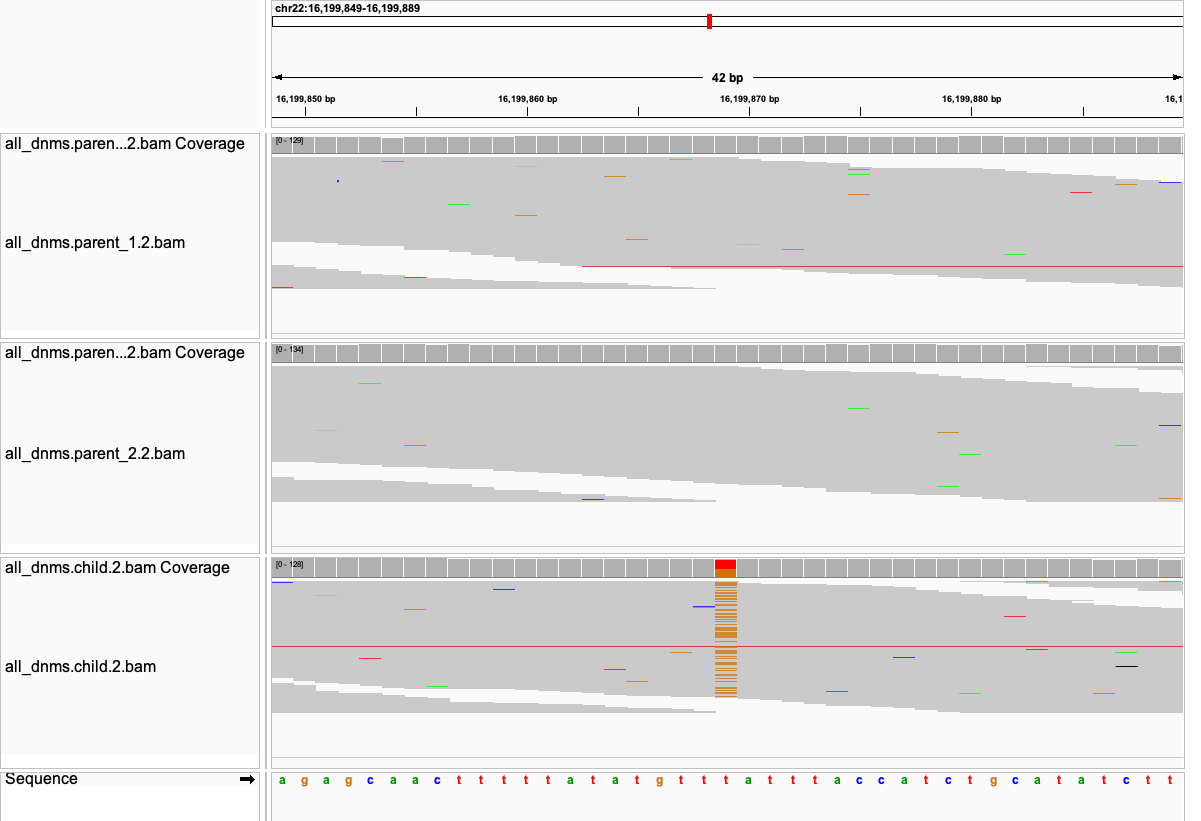 chr22:16,199,849-16,199,889
42 bp
16,199,850 bp 16,199,860 bp 16,199,870 bp 16,199,880 bp 16,1
all_dnms.paren...2.bam Coverage [0 - 129]
all_dnms.parent_1.2.bam
all_dnms.paren...2.bam Coverage [0 - 134]
all_dnms.parent_2.2.bam
all_dnms.child.2.bam Coverage [0 - 128]
all_dnms.child.2.bam
Sequence a g a g c a a c t t t t t a t a t g t t t a t t t a c c a t c t g c a t a t c t t